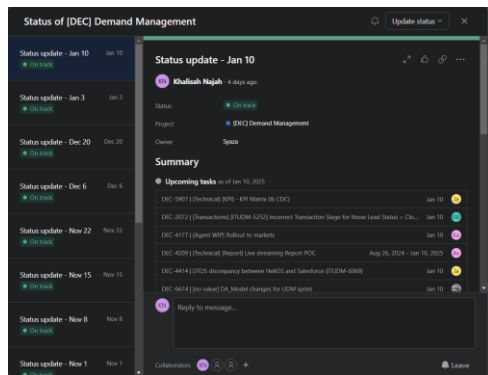 Status of [DEC] Demand Management
Update status
Status update - Jan 10
Jan 10
On track
Status update - Jan 3
Jan 3
On track
Status update - Dec 20
Dec 20
On track
Status update - Dec 6
Dec 6
On track
Status update - Nov 22
Nov 22
On track
Status update - Nov 15
Nov 15
On track
Status update - Nov 8
Nov 8
On track
Status update - Nov 1
Nov 1
Status update - Jan 10
KN Khalisah Najah · 4 days ago
Status
On track
Project
[DEC] Demand Management
Owner
Syaza
Summary
Upcoming tasks as of Jan 10, 2025
DEC-5907 | [Technical] [KPI] - KPI Matrix (& CDC)
Jan 10
DEC-2072 | [Transactions] [ITUDM-5252] Incorrect Transaction Stage for those Lead Status = Clo...
Jan 10
DEC-4177 | [Agent WIP] Rollout to markets
Jan 10
DEC-4209 | [Technical] [Report] Live streaming Report POC
Aug 26, 2024 – Jan 10, 2025
DEC-4414 | DTOS discrepancy between HeliOS and Salesforce (ITUDM-6069)
Jan 10
DEC-6674 | [no value] DA_Model changes for UDM sprint
Jan 10
KN
Reply to message...
Collaborators
KN
Leave